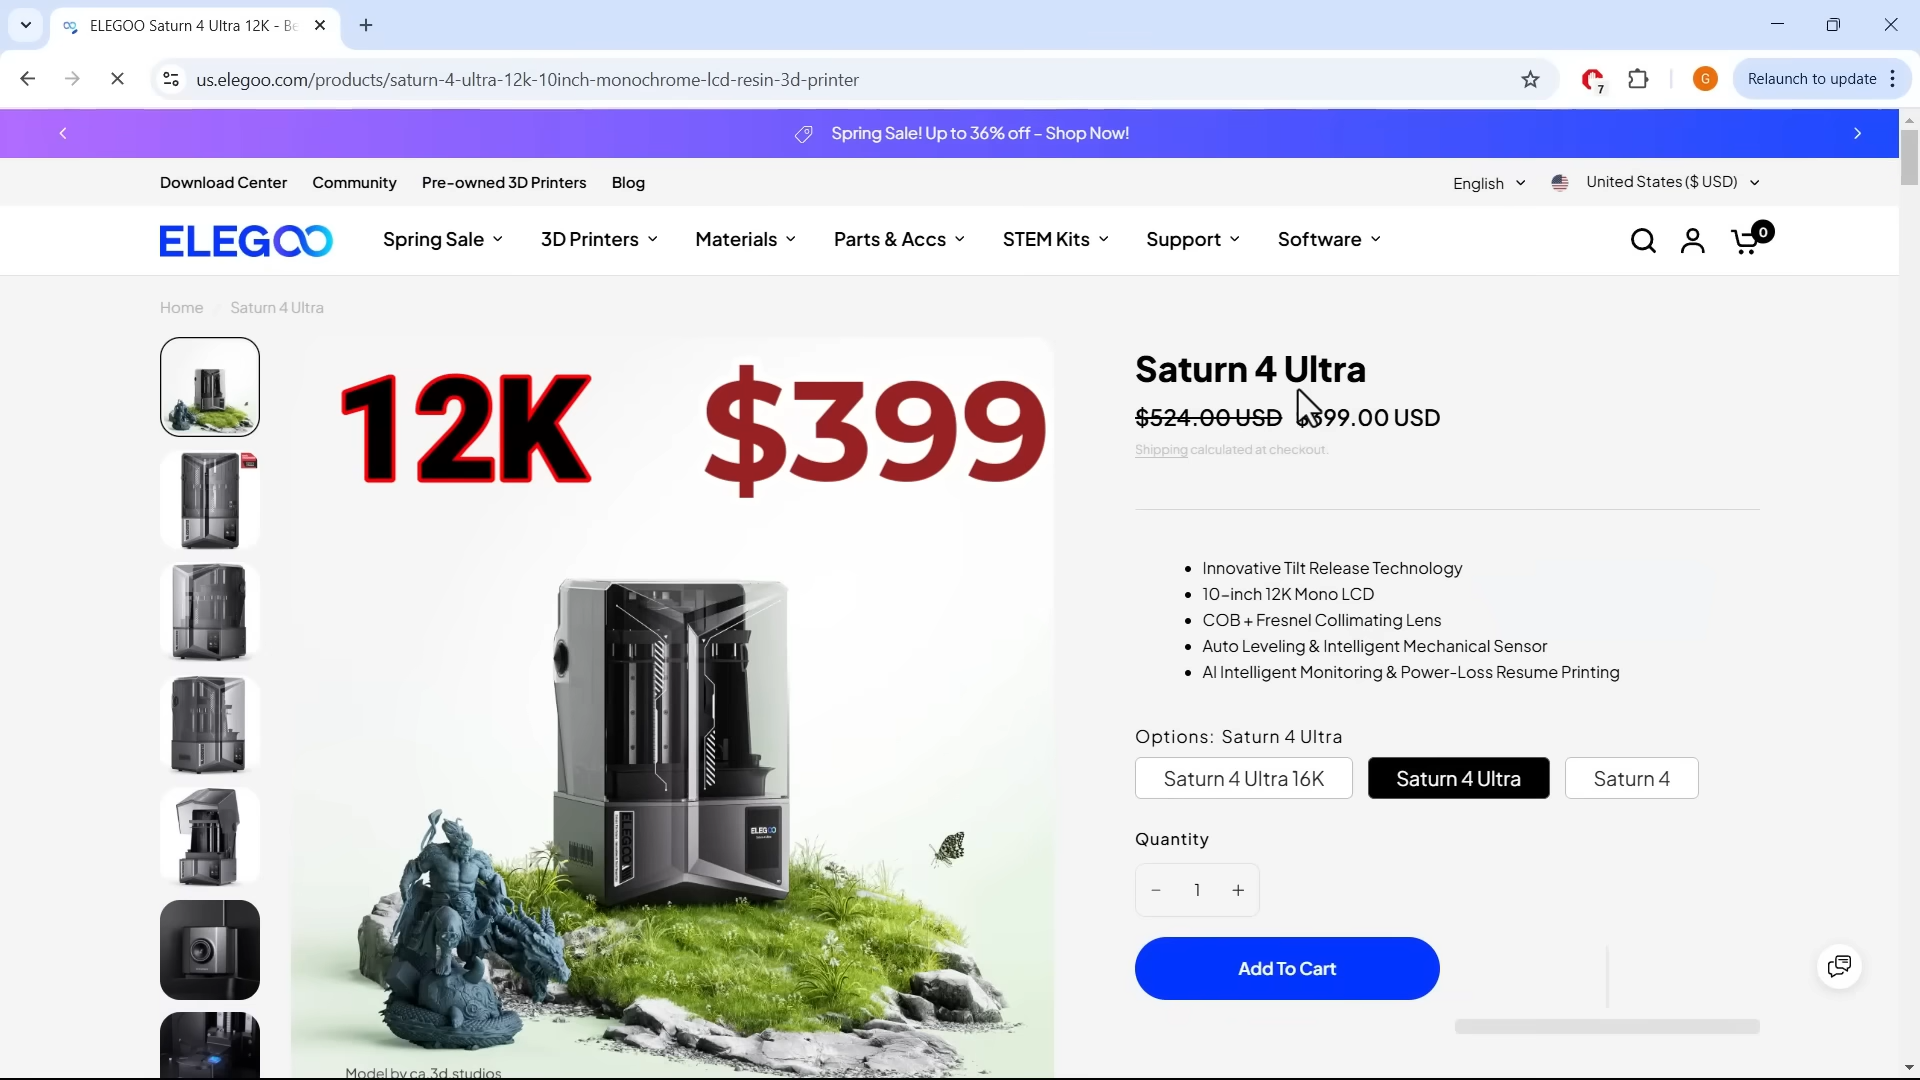 ELEGOO Saturn 4 Ultra 12K - Be
us.elegoo.com/products/saturn-4-ultra-12k-10inch-monochrome-lcd-resin-3d-printer
7
G
Relaunch to update
Spring Sale! Up to 36% off – Shop Now!
Download Center Community Pre-owned 3D Printers Blog
English United States ($ USD)
ELEGOO Spring Sale 3D Printers Materials Parts & Accs STEM Kits Support Software 0
Home / Saturn 4 Ultra
12K $399
Saturn 4 Ultra
$524.00 USD $399.00 USD
Shipping calculated at checkout.
• Innovative Tilt Release Technology
• 10-inch 12K Mono LCD
• COB + Fresnel Collimating Lens
• Auto Leveling & Intelligent Mechanical Sensor
• AI Intelligent Monitoring & Power-Loss Resume Printing
Options: Saturn 4 Ultra
Saturn 4 Ultra 16K Saturn 4 Ultra Saturn 4
Quantity
− 1 +
Add To Cart
ELEGOO
ELEGOO
Model by ca.3d.studios